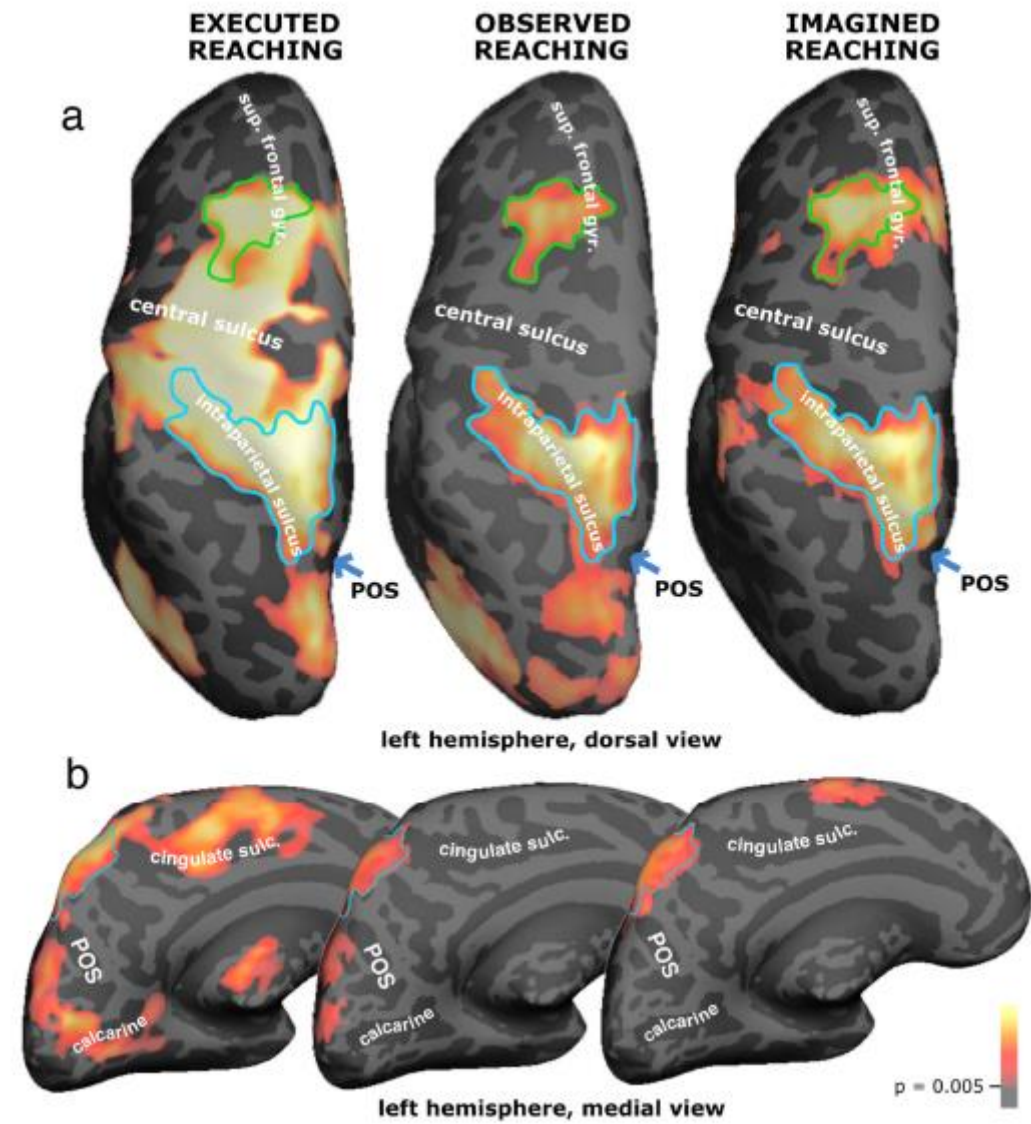 EXECUTED REACHING
OBSERVED REACHING
IMAGINED REACHING
a
sup. frontal gyr.
sup. frontal gyr.
sup. frontal gyr.
central sulcus
central sulcus
central sulcus
intraparietal sulcus
intraparietal sulcus
intraparietal sulcus
POS
POS
POS
left hemisphere, dorsal view
b
cingulate sulc.
cingulate sulc.
cingulate sulc.
POS
POS
POS
calcarine
calcarine
calcarine
p = 0.005
left hemisphere, medial view